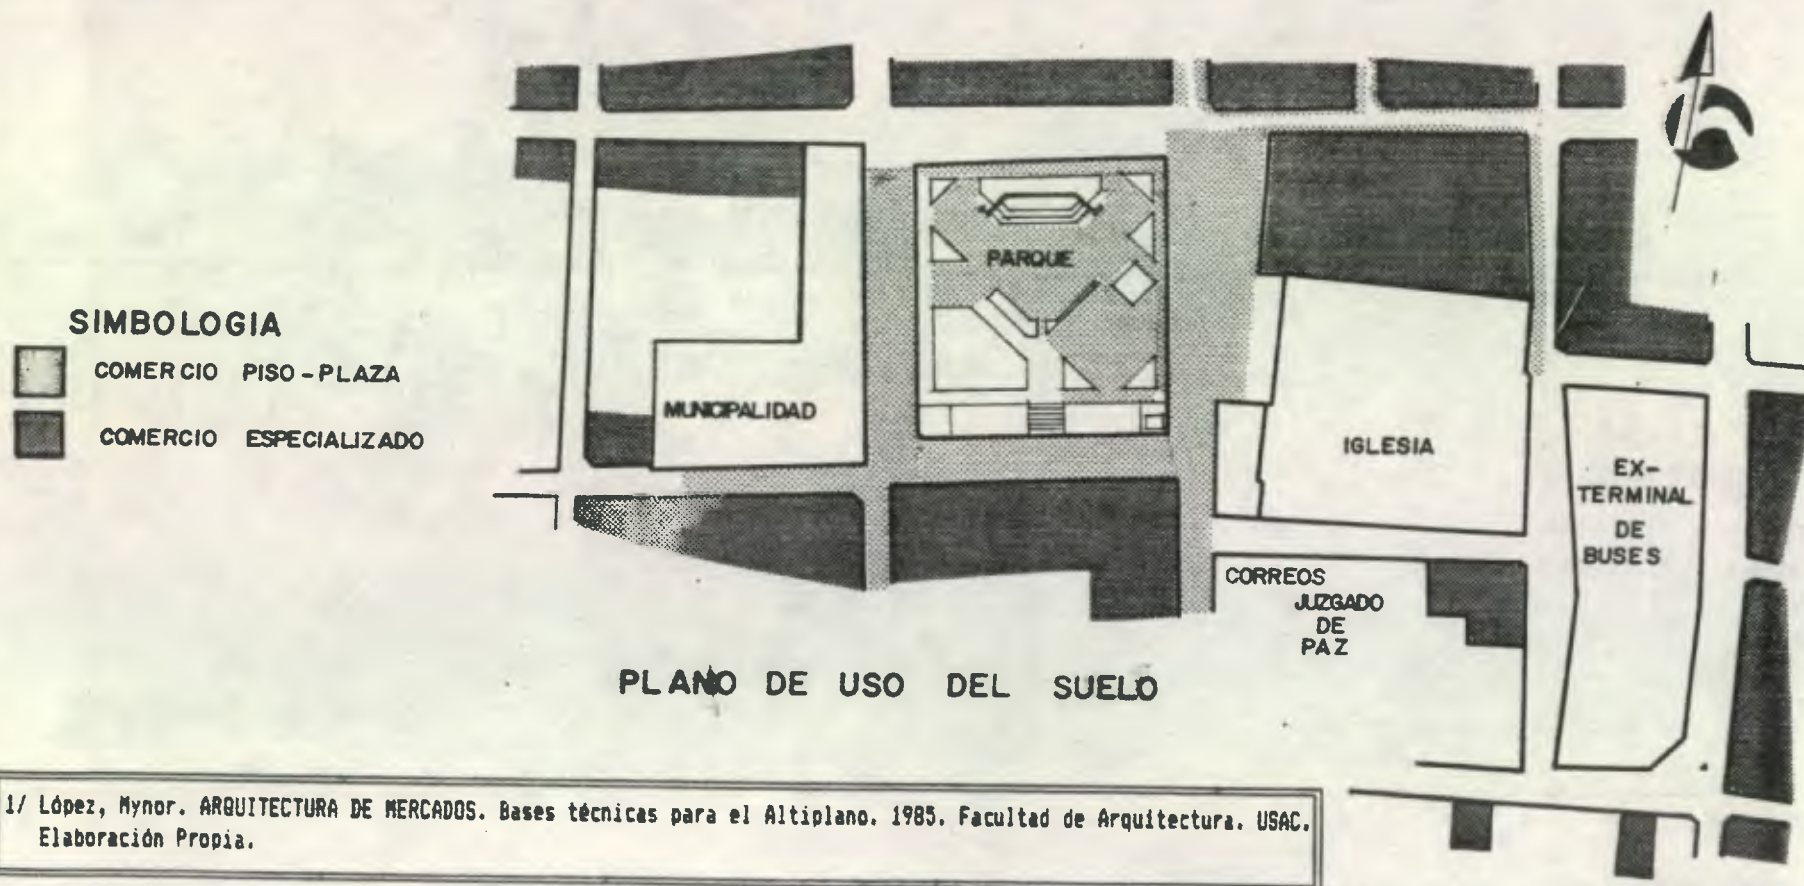 PARQUE
SIMBOLOGIA
COMERCIO PISO-PLAZA
COMERCIO ESPECIALIZADO
MUNICIPALIDAD
IGLESIA
EX-
TERMINAL
DE
BUSES
CORREOS
JUZGADO
DE
PAZ
PLANO DE USO DEL SUELO
1/ López, Mynor. ARQUITECTURA DE MERCADOS. Bases técnicas para el Altiplano. 1985. Facultad de Arquitectura. USAC.
Elaboración Propia.